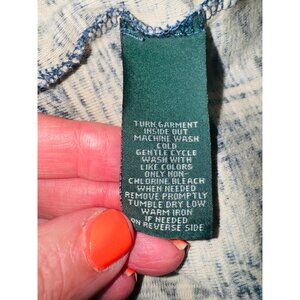 TURN GARMENT
INSIDE OUT
MACHINE WASH
COLD
GENTLE CYCLE
WASH WITH
LIKE COLORS
ONLY NON-
CHLORINE BLEACH
WHEN NEEDED
REMOVE PROMPTLY
TUMBLE DRY LOW
WARM IRON
IF NEEDED
ON REVERSE SIDE